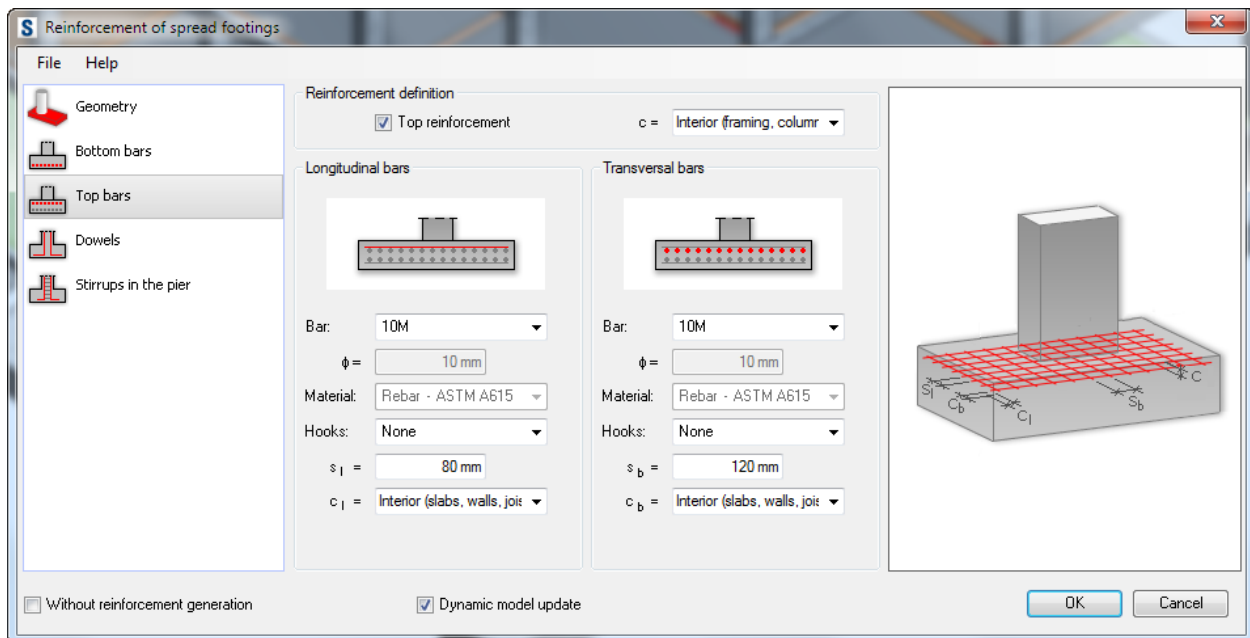 S Reinforcement of spread footings
File Help
Geometry
Bottom bars
Top bars
Dowels
Stirrups in the pier
Reinforcement definition
Top reinforcement c = Interior (framing, columr
Longitudinal bars
Bar: 10M
ϕ = 10 mm
Material: Rebar - ASTM A615
Hooks: None
s l = 80 mm
c l = Interior (slabs, walls, jois
Transversal bars
Bar: 10M
ϕ = 10 mm
Material: Rebar - ASTM A615
Hooks: None
s b = 120 mm
c b = Interior (slabs, walls, jois
Sl Cb Cl Sb C
Without reinforcement generation Dynamic model update OK Cancel